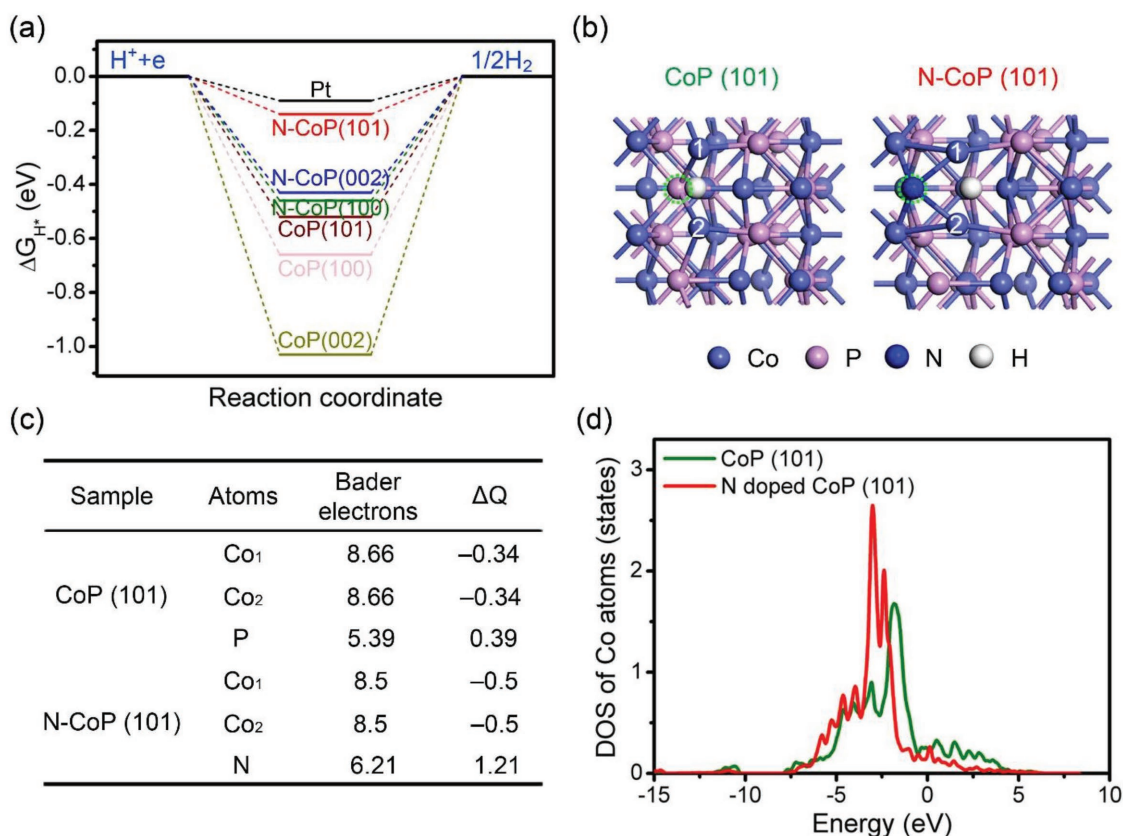 (a)
H⁺+e
1/2H₂
0.0
-0.2
-0.4
-0.6
-0.8
-1.0
ΔG_H* (eV)
Pt
N-CoP(101)
N-CoP(002)
N-CoP(100)
CoP(101)
CoP(100)
CoP(002)
Reaction coordinate
(b)
CoP (101)
N-CoP (101)
1
2
1
2
Co P N H
(c)
Sample Atoms Bader electrons ΔQ
CoP (101)
Co₁ 8.66 –0.34
Co₂ 8.66 –0.34
P 5.39 0.39
N-CoP (101)
Co₁ 8.5 –0.5
Co₂ 8.5 –0.5
N 6.21 1.21
(d)
CoP (101)
N doped CoP (101)
DOS of Co atoms (states)
3
2
1
0
-15 -10 -5 0 5 10
Energy (eV)